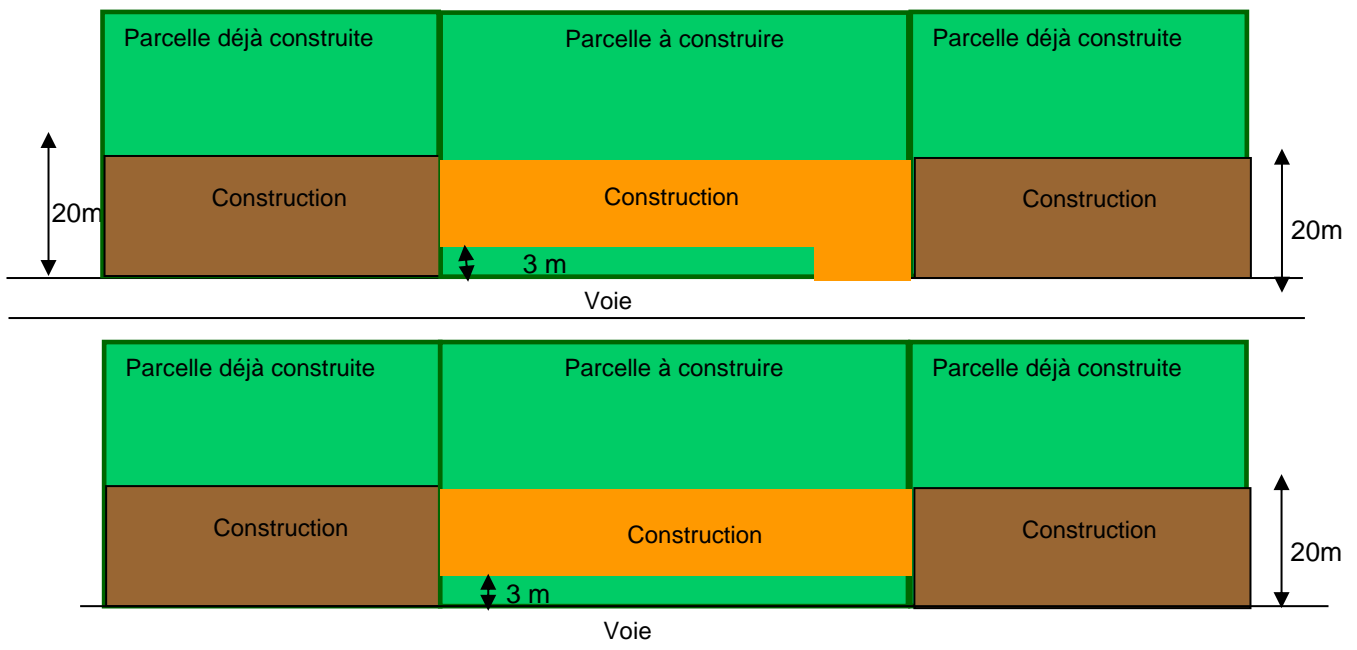 Parcelle déjà construite
Parcelle à construire
Parcelle déjà construite
Construction
Construction
Construction
20m
20m
3 m
Voie
Parcelle déjà construite
Parcelle à construire
Parcelle déjà construite
Construction
Construction
Construction
20m
3 m
Voie